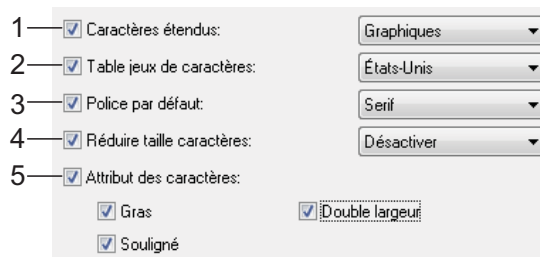 1 Caractères étendus: Graphiques
2 Table jeux de caractères: États-Unis
3 Police par défaut: Serif
4 Réduire taille caractères: Désactiver
5 Attribut des caractères:
Gras Double largeur
Souligné